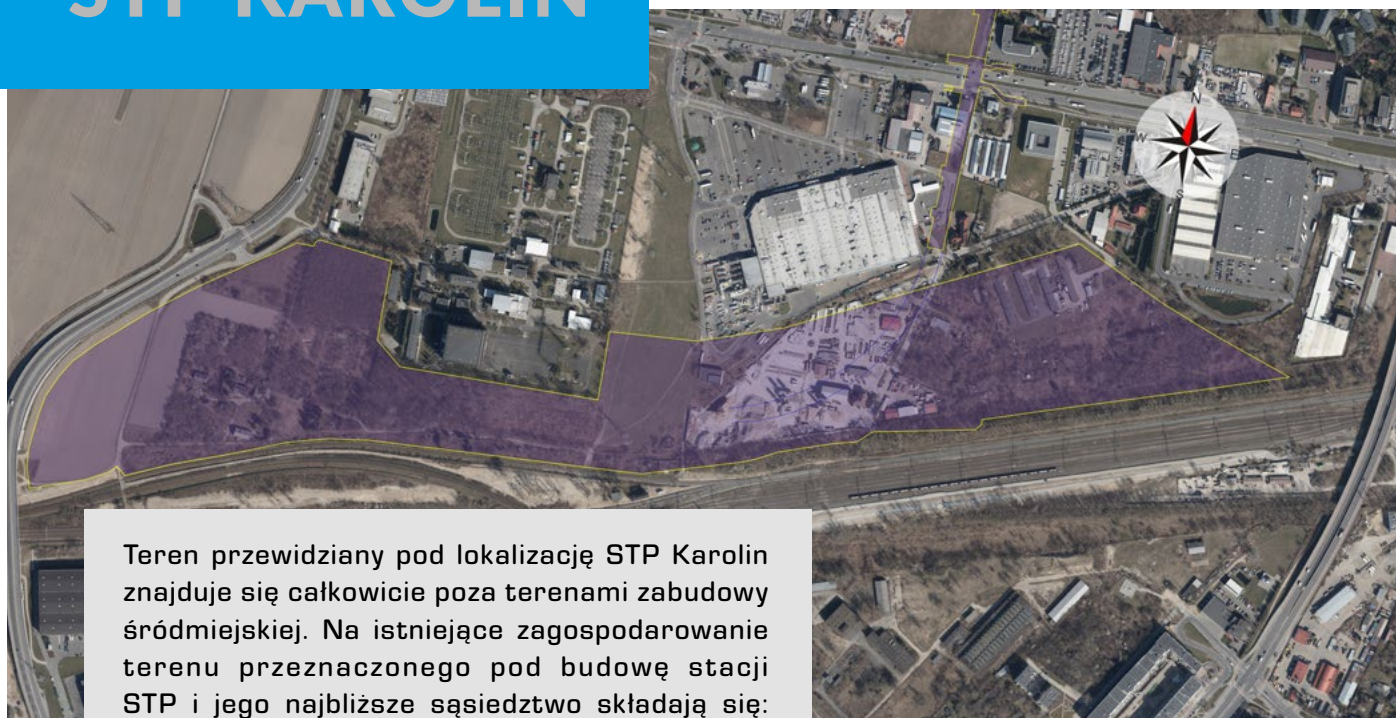 STP KAROLIN
N
W
E
S
Teren przewidziany pod lokalizację STP Karolin
znajduje się całkowicie poza terenami zabudowy
śródmiejskiej. Na istniejące zagospodarowanie
terenu przeznaczonego pod budowę stacji
STP i jego najbliższe sąsiedztwo składają się: